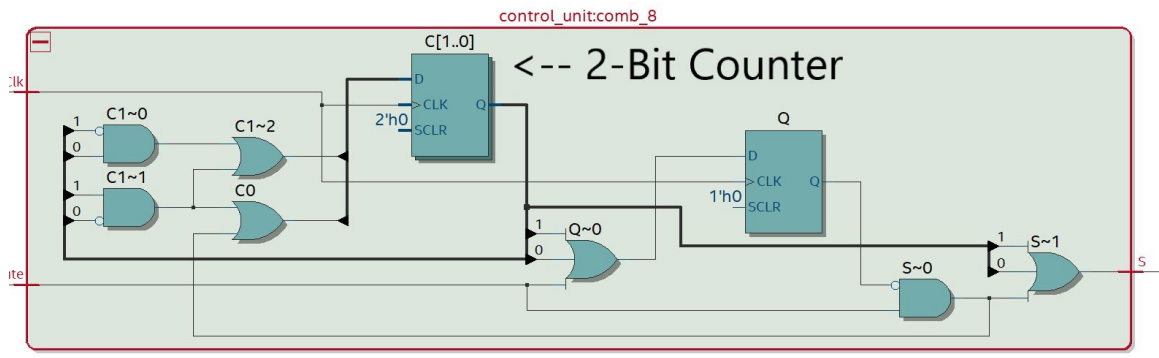 control_unit:comb_8
C[1..0]
<-- 2-Bit Counter
D
CLK
Q
2'h0
SCLR
1
C1~0
0
C1~2
1
C1~1
0
C0
Q
D
CLK
Q
1'h0
SCLR
1
Q~0
0
S~0
1
S~1
0
S